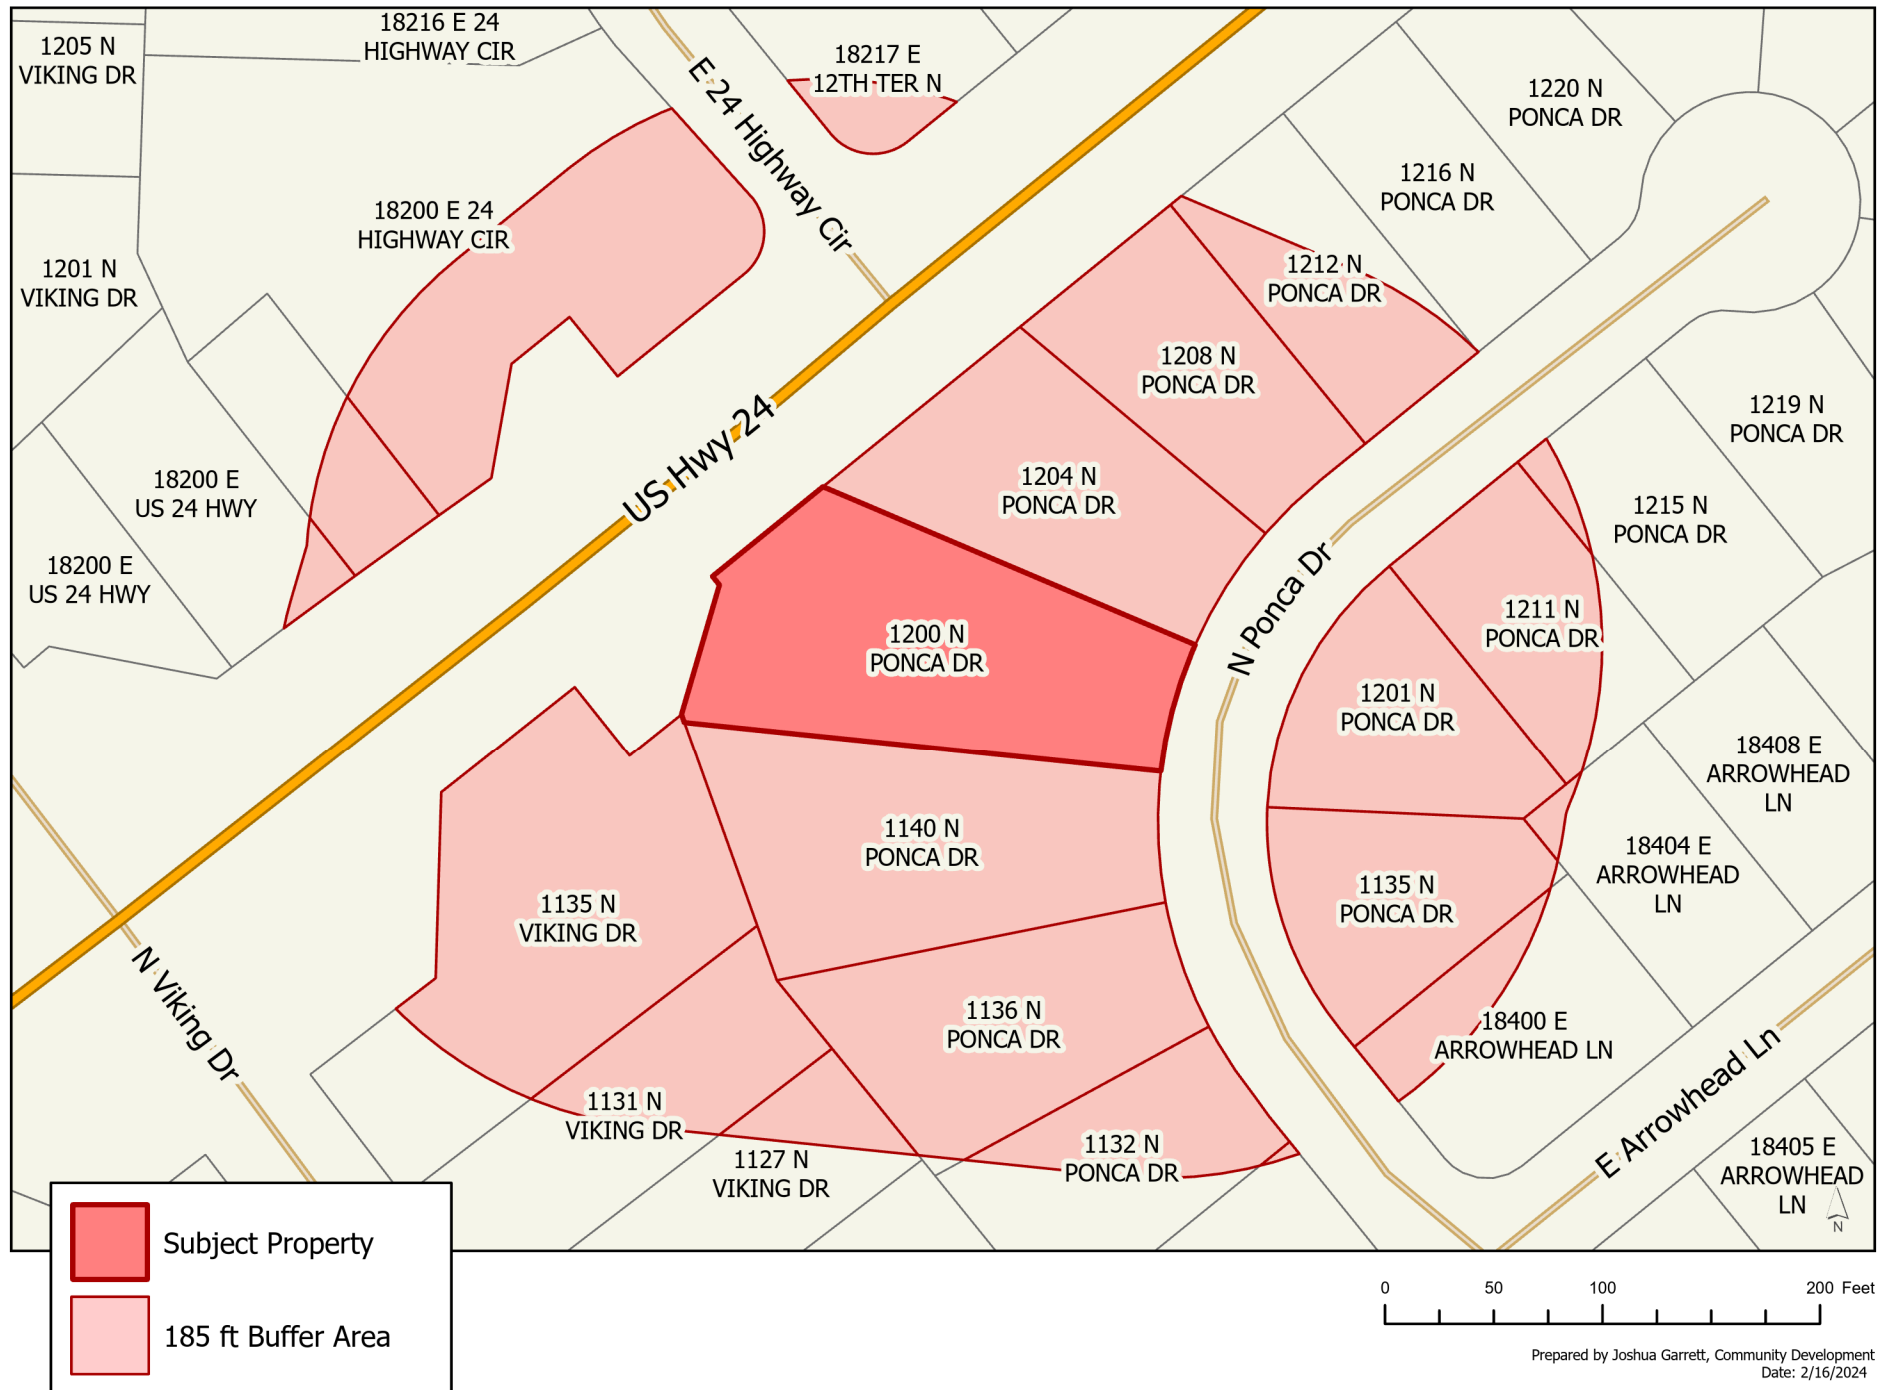 18216 E 24
HIGHWAY CIR
1205 N
VIKING DR
18217 E
12TH TER N
E 24 Highway Cir
1220 N
PONCA DR
1216 N
PONCA DR
18200 E 24
HIGHWAY CIR
1201 N
VIKING DR
1212 N
PONCA DR
1208 N
PONCA DR
1219 N
PONCA DR
US Hwy 24
18200 E
US 24 HWY
1204 N
PONCA DR
1215 N
PONCA DR
18200 E
US 24 HWY
N Ponca Dr
1211 N
PONCA DR
1200 N
PONCA DR
1201 N
PONCA DR
18408 E
ARROWHEAD
LN
1140 N
PONCA DR
18404 E
ARROWHEAD
LN
1135 N
PONCA DR
1135 N
VIKING DR
N Viking Dr
1136 N
PONCA DR
18400 E
ARROWHEAD LN
E Arrowhead Ln
1131 N
VIKING DR
1132 N
PONCA DR
1127 N
VIKING DR
18405 E
ARROWHEAD
LN
N
Subject Property
185 ft Buffer Area
0 50 100 200 Feet
Prepared by Joshua Garrett, Community Development
Date: 2/16/2024